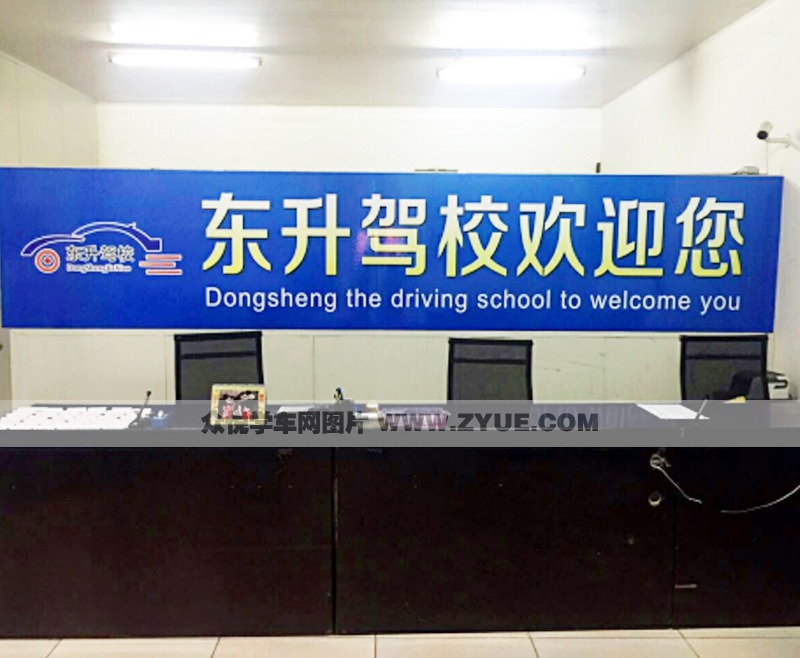 东升驾校欢迎您
东升驾校
DongShengJiXiao
Dongsheng the driving school to welcome you
众悦学车网图片 WWW.ZYUE.COM